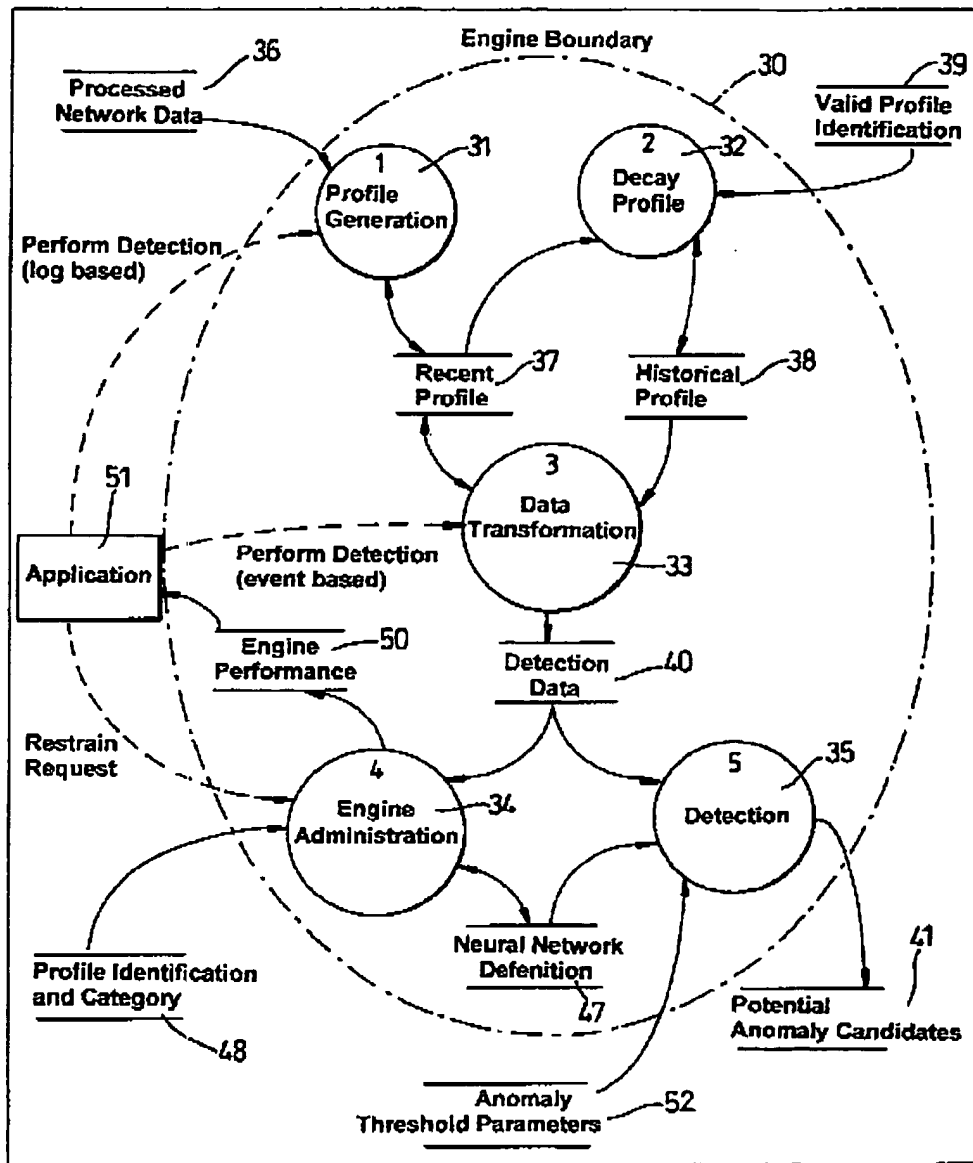 Engine Boundary
36
30
39
Processed
Network Data
Valid Profile
Identification
1
31
Profile
Generation
2
32
Decay
Profile
Perform Detection
(log based)
Recent
Profile
37
Historical
Profile
38
3
Data
Transformation
33
51
Application
Perform Detection
(event based)
Engine
Performance
50
Detection
Data
40
Restrain
Request
4
Engine
Administration
34
5
35
Detection
Neural Network
Defenition
47
Profile Identification
and Category
48
41
Potential
Anomaly Candidates
Anomaly
Threshold Parameters
52